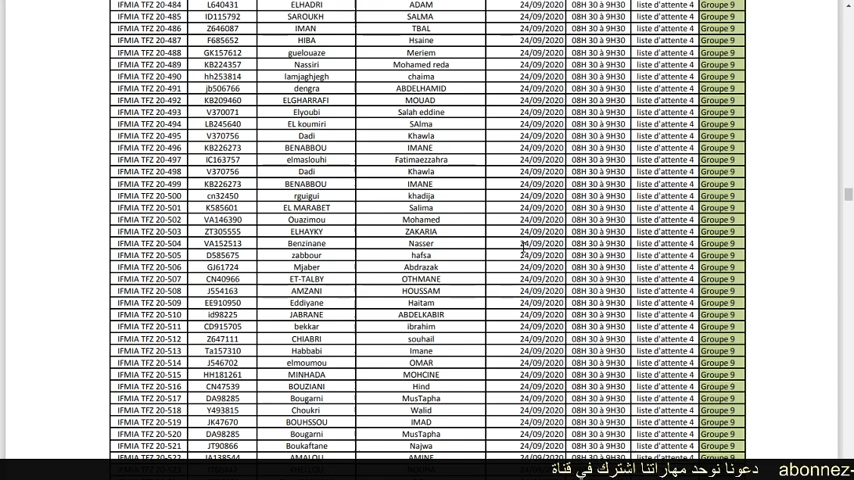 IFMIA TFZ 20-484 L640431 ELHADRI ADAM 24/09/2020 08H 30 à 9H30 liste d'attente 4 Groupe 9
IFMIA TFZ 20-485 ID115792 SAROUKH SALMA 24/09/2020 08H 30 à 9H30 liste d'attente 4 Groupe 9
IFMIA TFZ 20-486 Z646087 IMAN TBAL 24/09/2020 08H 30 à 9H30 liste d'attente 4 Groupe 9
IFMIA TFZ 20-487 F685652 HIBA Hsaine 24/09/2020 08H 30 à 9H30 liste d'attente 4 Groupe 9
IFMIA TFZ 20-488 GK157612 guelouaze Meriem 24/09/2020 08H 30 à 9H30 liste d'attente 4 Groupe 9
IFMIA TFZ 20-489 KB224357 Nassiri Mohamed reda 24/09/2020 08H 30 à 9H30 liste d'attente 4 Groupe 9
IFMIA TFZ 20-490 hh253814 lamjaghjegh chaima 24/09/2020 08H 30 à 9H30 liste d'attente 4 Groupe 9
IFMIA TFZ 20-491 jb506766 dengra ABDELHAMID 24/09/2020 08H 30 à 9H30 liste d'attente 4 Groupe 9
IFMIA TFZ 20-492 KB209460 ELGHARRAFI MOUAD 24/09/2020 08H 30 à 9H30 liste d'attente 4 Groupe 9
IFMIA TFZ 20-493 V370071 Elyoubi Salah eddine 24/09/2020 08H 30 à 9H30 liste d'attente 4 Groupe 9
IFMIA TFZ 20-494 LB245640 EL koumiri SAlma 24/09/2020 08H 30 à 9H30 liste d'attente 4 Groupe 9
IFMIA TFZ 20-495 V370756 Dadi Khawla 24/09/2020 08H 30 à 9H30 liste d'attente 4 Groupe 9
IFMIA TFZ 20-496 KB226273 BENABBOU IMANE 24/09/2020 08H 30 à 9H30 liste d'attente 4 Groupe 9
IFMIA TFZ 20-497 IC163757 elmaslouhi Fatimaezzahra 24/09/2020 08H 30 à 9H30 liste d'attente 4 Groupe 9
IFMIA TFZ 20-498 V370756 Dadi Khawla 24/09/2020 08H 30 à 9H30 liste d'attente 4 Groupe 9
IFMIA TFZ 20-499 KB226273 BENABBOU IMANE 24/09/2020 08H 30 à 9H30 liste d'attente 4 Groupe 9
IFMIA TFZ 20-500 cn32450 rguigui khadija 24/09/2020 08H 30 à 9H30 liste d'attente 4 Groupe 9
IFMIA TFZ 20-501 K585601 EL MARABET Salima 24/09/2020 08H 30 à 9H30 liste d'attente 4 Groupe 9
IFMIA TFZ 20-502 VA146390 Ouazimou Mohamed 24/09/2020 08H 30 à 9H30 liste d'attente 4 Groupe 9
IFMIA TFZ 20-503 ZT305555 ELHAYKY ZAKARIA 24/09/2020 08H 30 à 9H30 liste d'attente 4 Groupe 9
IFMIA TFZ 20-504 VA152513 Benzinane Nasser 24/09/2020 08H 30 à 9H30 liste d'attente 4 Groupe 9
IFMIA TFZ 20-505 D585675 zabbour hafsa 24/09/2020 08H 30 à 9H30 liste d'attente 4 Groupe 9
IFMIA TFZ 20-506 GJ61724 Mjaber Abdrazak 24/09/2020 08H 30 à 9H30 liste d'attente 4 Groupe 9
IFMIA TFZ 20-507 CN40966 ET-TALBY OTHMANE 24/09/2020 08H 30 à 9H30 liste d'attente 4 Groupe 9
IFMIA TFZ 20-508 J554163 AMZANI HOUSSAM 24/09/2020 08H 30 à 9H30 liste d'attente 4 Groupe 9
IFMIA TFZ 20-509 EE910950 Eddiyane Haitam 24/09/2020 08H 30 à 9H30 liste d'attente 4 Groupe 9
IFMIA TFZ 20-510 id98225 JABRANE ABDELKABIR 24/09/2020 08H 30 à 9H30 liste d'attente 4 Groupe 9
IFMIA TFZ 20-511 CD915705 bekkar ibrahim 24/09/2020 08H 30 à 9H30 liste d'attente 4 Groupe 9
IFMIA TFZ 20-512 Z647111 CHIABRI souhail 24/09/2020 08H 30 à 9H30 liste d'attente 4 Groupe 9
IFMIA TFZ 20-513 Ta157310 Habbabi Imane 24/09/2020 08H 30 à 9H30 liste d'attente 4 Groupe 9
IFMIA TFZ 20-514 J546702 elmoumou OMAR 24/09/2020 08H 30 à 9H30 liste d'attente 4 Groupe 9
IFMIA TFZ 20-515 HH181261 MINHADA MOHCINE 24/09/2020 08H 30 à 9H30 liste d'attente 4 Groupe 9
IFMIA TFZ 20-516 CN47539 BOUZIANI Hind 24/09/2020 08H 30 à 9H30 liste d'attente 4 Groupe 9
IFMIA TFZ 20-517 DA98285 Bougarni MusTapha 24/09/2020 08H 30 à 9H30 liste d'attente 4 Groupe 9
IFMIA TFZ 20-518 Y493815 Choukri Walid 24/09/2020 08H 30 à 9H30 liste d'attente 4 Groupe 9
IFMIA TFZ 20-519 JK47670 BOUHSSOU IMAD 24/09/2020 08H 30 à 9H30 liste d'attente 4 Groupe 9
IFMIA TFZ 20-520 DA98285 Bougarni MusTapha 24/09/2020 08H 30 à 9H30 liste d'attente 4 Groupe 9
IFMIA TFZ 20-521 JT90866 Boukaftane Najwa 24/09/2020 08H 30 à 9H30 liste d'attente 4 Groupe 9
IFMIA TFZ 20-522 JA138544 AMALOU AMINE 24/09/2020 08H 30 à 9H30 liste d'attente 4 Groupe 9
دعونا نوحد مهاراتنا اشترك في قناة abonnez-